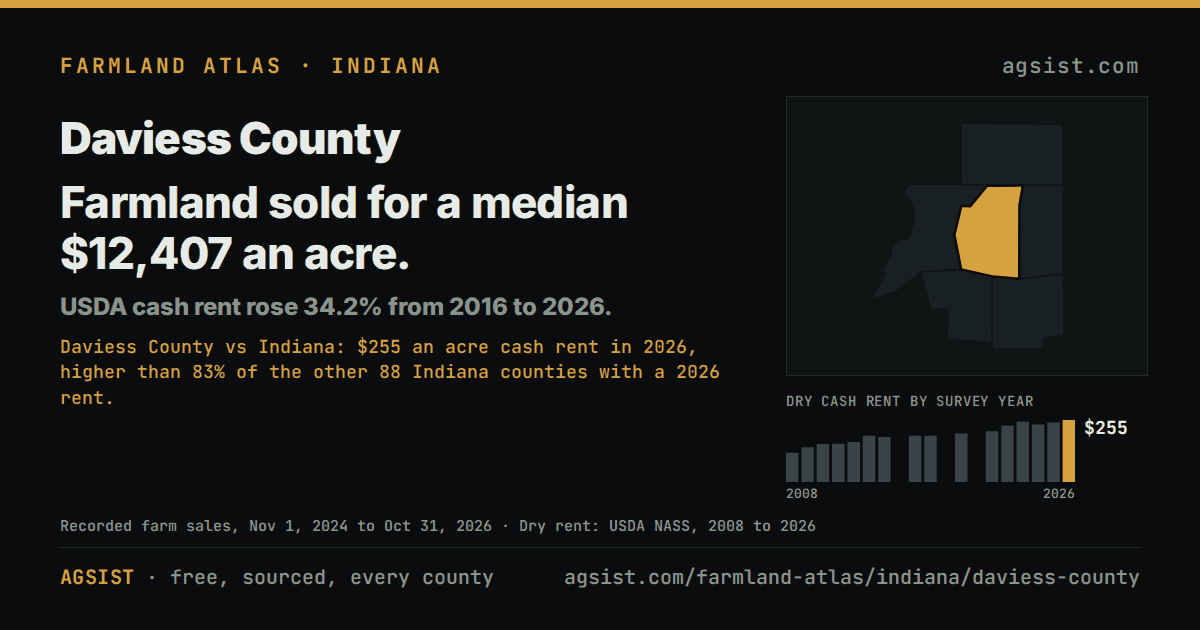 FARMLAND ATLAS · INDIANA
agsist.com
Daviess County
Farmland sold for a median
$12,407 an acre.
USDA cash rent rose 34.2% from 2016 to 2026.
Daviess County vs Indiana: $255 an acre cash rent in 2026,
higher than 83% of the other 88 Indiana counties with a 2026
rent.
DRY CASH RENT BY SURVEY YEAR
$255
2008
2026
Recorded farm sales, Nov 1, 2024 to Oct 31, 2026 · Dry rent: USDA NASS, 2008 to 2026
AGSIST · free, sourced, every county
agsist.com/farmland-atlas/indiana/daviess-county